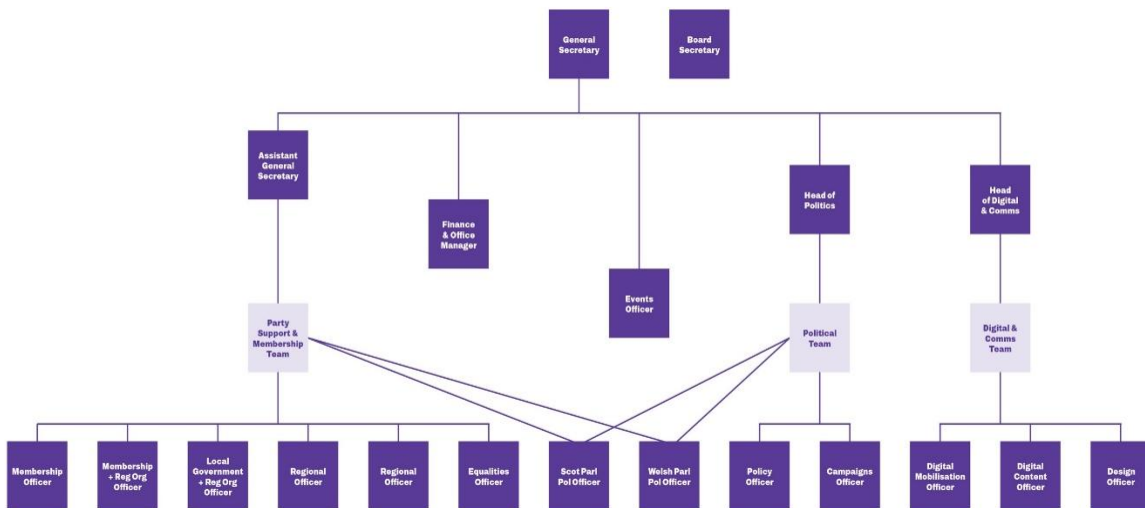 General
Secretary
Board
Secretary
Assistant
General
Secretary
Finance
& Office
Manager
Events
Officer
Head of
Politics
Head
of Digital
& Comms
Party
Support &
Membership
Team
Political
Team
Digital &
Comms
Team
Membership
Officer
Membership
+ Reg Org
Officer
Local
Government
+ Reg Org
Officer
Regional
Officer
Regional
Officer
Equalities
Officer
Scot Parl
Pol Officer
Welsh Parl
Pol Officer
Policy
Officer
Campaigns
Officer
Digital
Mobilisation
Officer
Digital
Content
Officer
Design
Officer